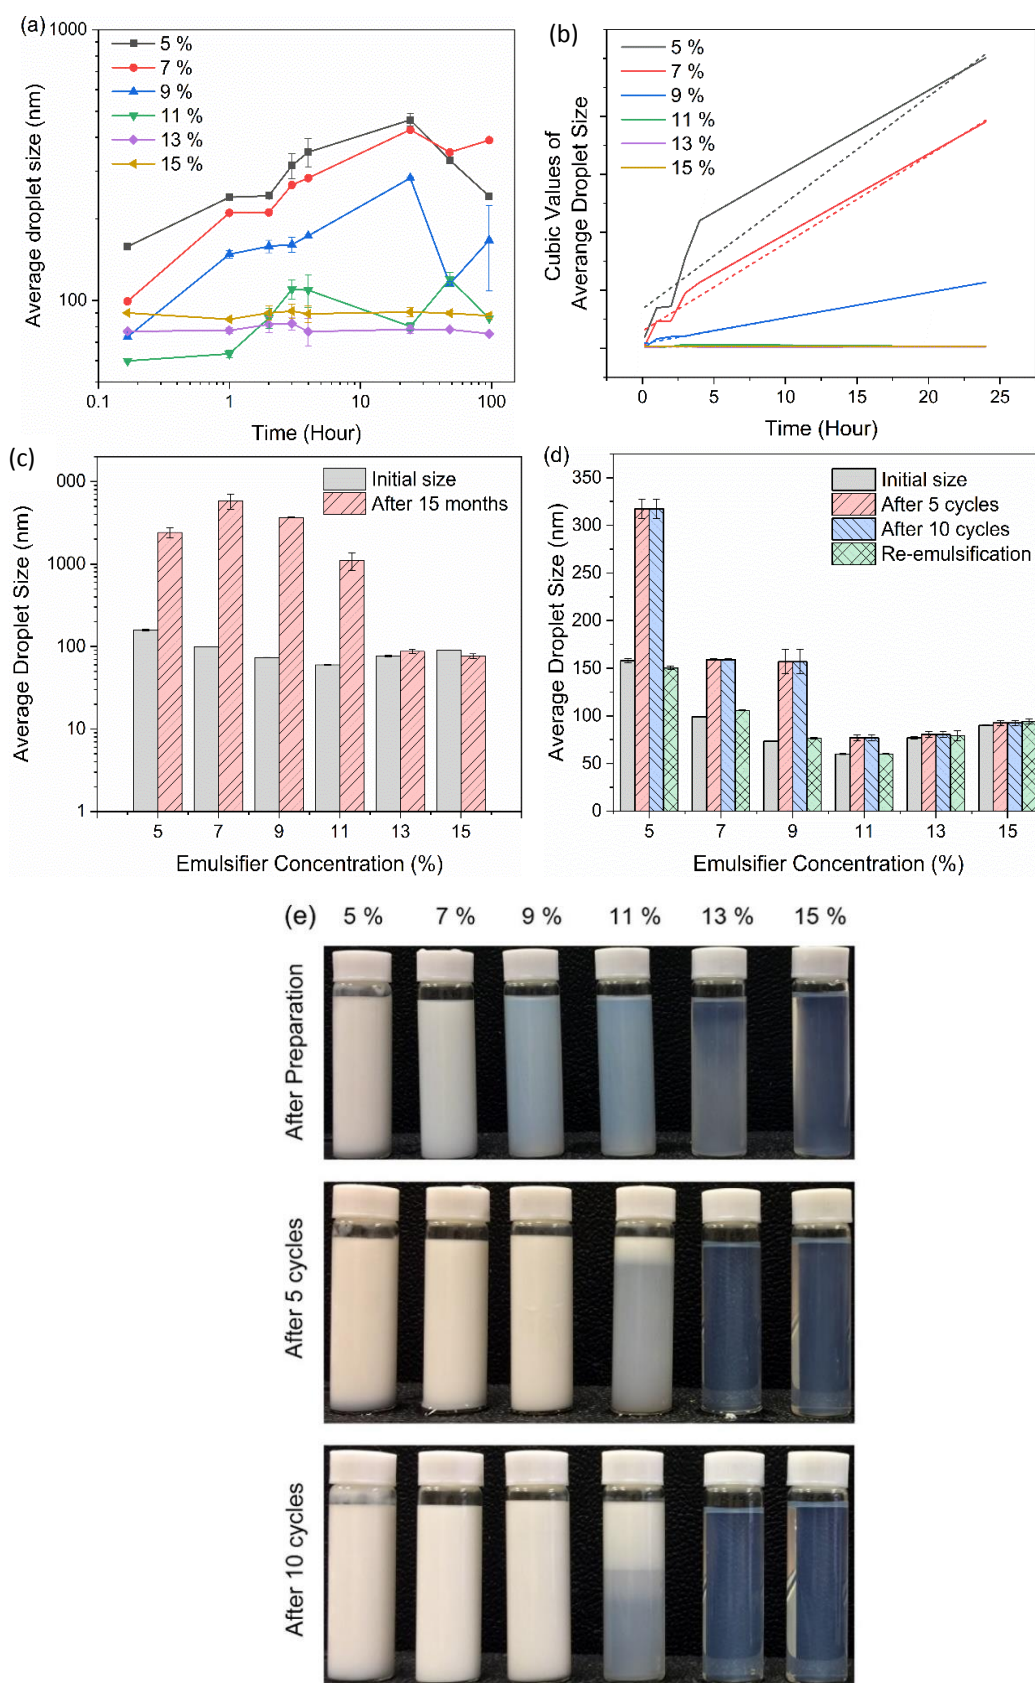 (a)
1000
100
Average droplet size (nm)
5 %
7 %
9 %
11 %
13 %
15 %
0.1
1
10
100
Time (Hour)
(b)
Cubic Values of
Averange Droplet Size
5 %
7 %
9 %
11 %
13 %
15 %
0
5
10
15
20
25
Time (Hour)
(c)
Average Droplet Size (nm)
000
1000
100
10
1
Initial size
After 15 months
5
7
9
11
13
15
Emulsifier Concentration (%)
(d)
Average Droplet Size (nm)
350
300
250
200
150
100
50
0
Initial size
After 5 cycles
After 10 cycles
Re-emulsification
5
7
9
11
13
15
Emulsifier Concentration (%)
(e)
5 %
7 %
9 %
11 %
13 %
15 %
After Preparation
After 5 cycles
After 10 cycles